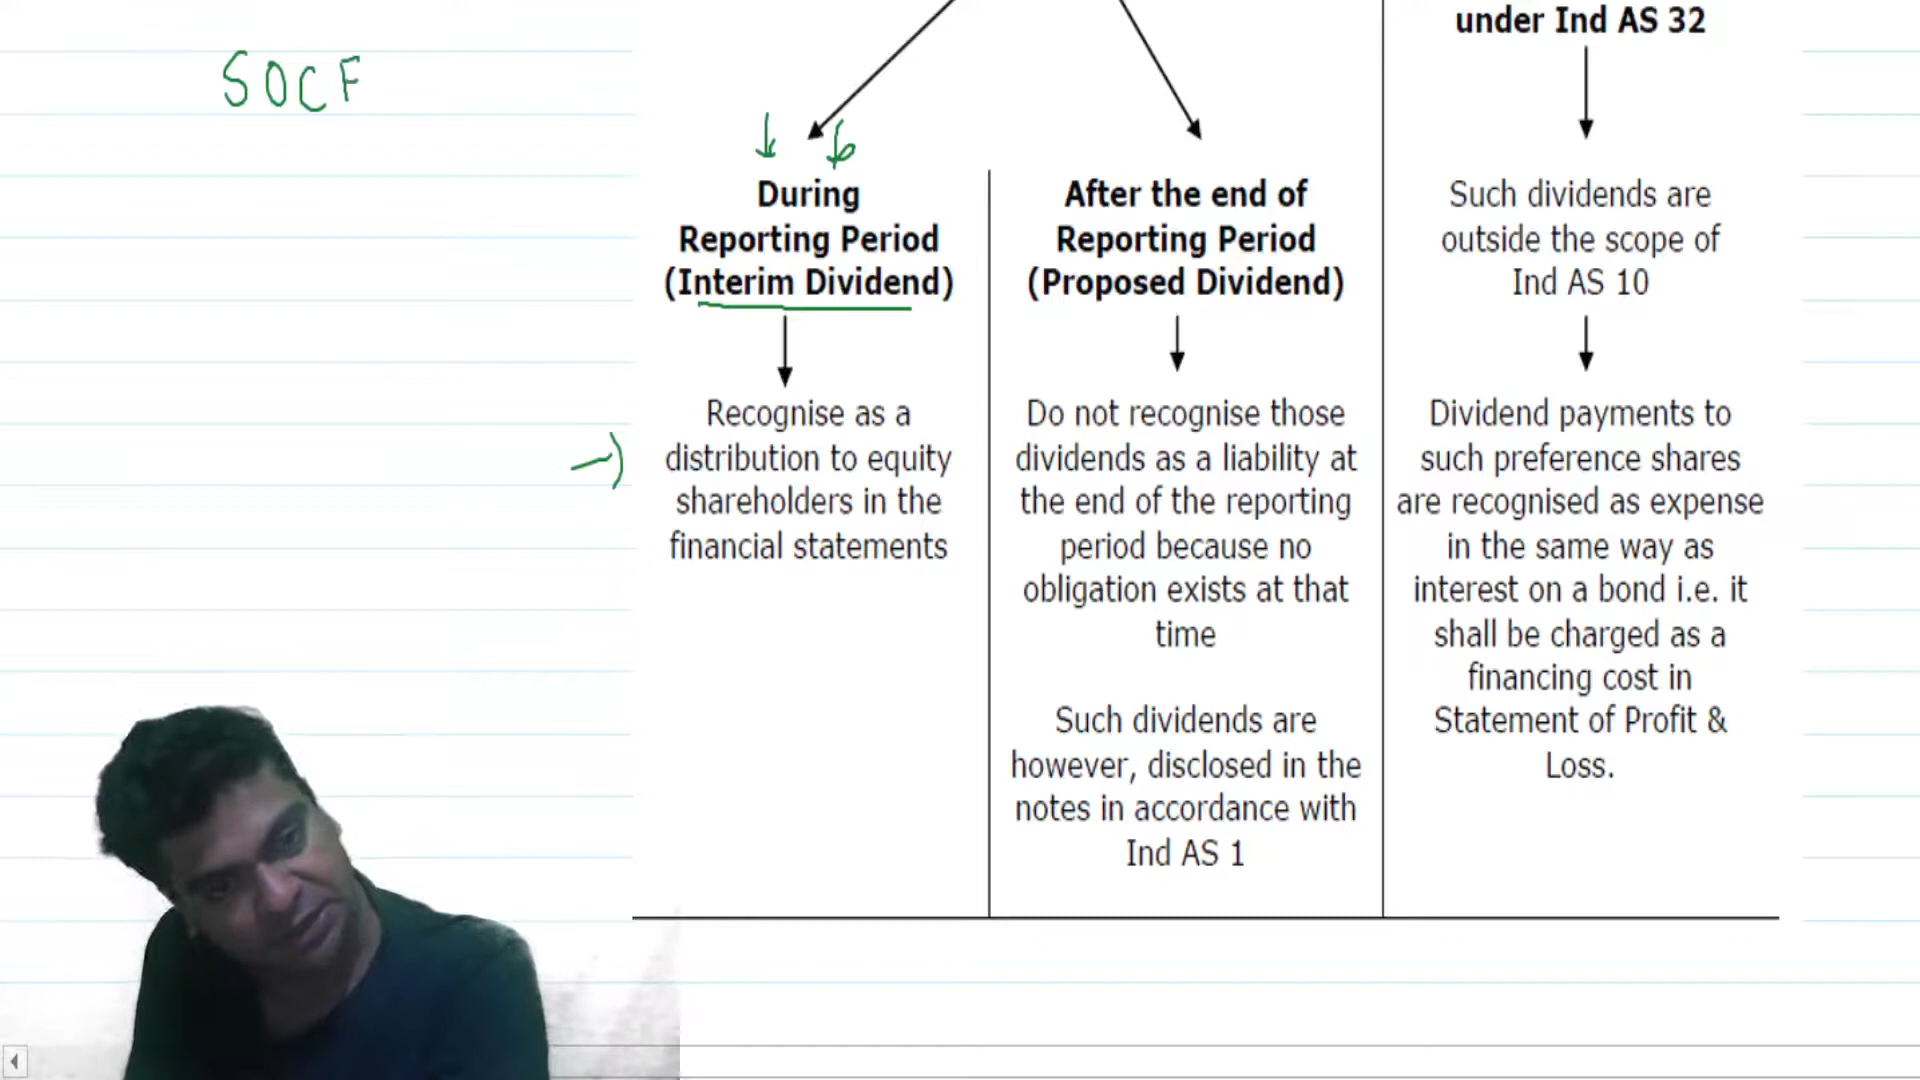 SOCF
under Ind AS 32
During
Reporting Period
(Interim Dividend)
Recognise as a
distribution to equity
shareholders in the
financial statements
After the end of
Reporting Period
(Proposed Dividend)
Do not recognise those
dividends as a liability at
the end of the reporting
period because no
obligation exists at that
time
Such dividends are
however, disclosed in the
notes in accordance with
Ind AS 1
Such dividends are
outside the scope of
Ind AS 10
Dividend payments to
such preference shares
are recognised as expense
in the same way as
interest on a bond i.e. it
shall be charged as a
financing cost in
Statement of Profit &
Loss.